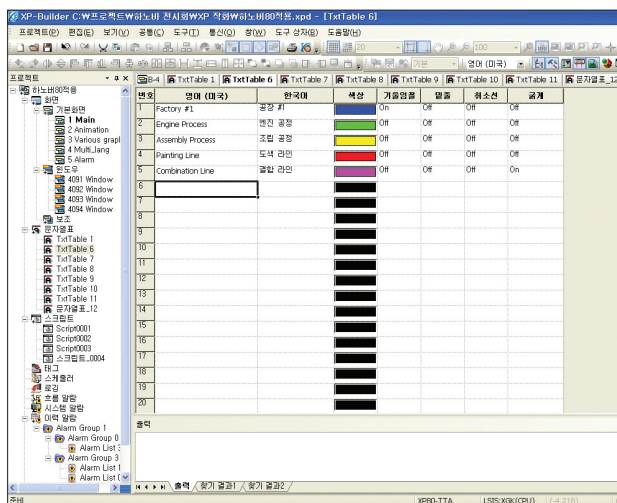 XP-Builder C:₩프로젝트₩하노바 전시회₩XP 작화₩하노버80적용.xpd - [TxtTable 6]
프로젝트(P) 편집(E) 보기(V) 공통(C) 도구(T) 통신(O) 창(W) 도구 상자(B) 도움말(H)
20 100
기본 영어 (미국)
프로젝트
B-4 TxtTable 1 TxtTable 6 TxtTable 7 TxtTable 8 TxtTable 9 TxtTable 10 TxtTable 11 문자열표_12
하노버80적용
화면
기본화면
1 Main
2 Animation
3 Various grapl
4 Multi_lang
5 Alarm
윈도우
4091 Window
4092 Window
4093 Window
4094 Window
보조
문자열표
TxtTable 1
TxtTable 6
TxtTable 7
TxtTable 8
TxtTable 9
TxtTable 10
TxtTable 11
문자열표_12
스크립트
Script0001
Script0002
Script0003
스크립트_0004
태그
스케줄러
로깅
흐름 알람
시스템 알람
이력 알람
Alarm Group 1
Alarm Group 0
Alarm List 3
Alarm Group 3
Alarm List 1
Alarm List (
번호 영어 (미국) 한국어 색상 기울임꼴 밑줄 취소선 굵게
1 Factory #1 공장 #1 On Off Off Off
2 Engine Process 엔진 공정 Off Off Off Off
3 Assembly Process 조립 공정 Off Off Off Off
4 Painting Line 도색 라인 Off Off Off Off
5 Combination Line 결합 라인 Off Off Off On
6
7
8
9
10
11
12
13
14
15
16
17
18
19
20
출력
출력 찾기 결과1 찾기 결과2
준비 XP80-TTA LSIS:XGK(CPU) (-4,218)